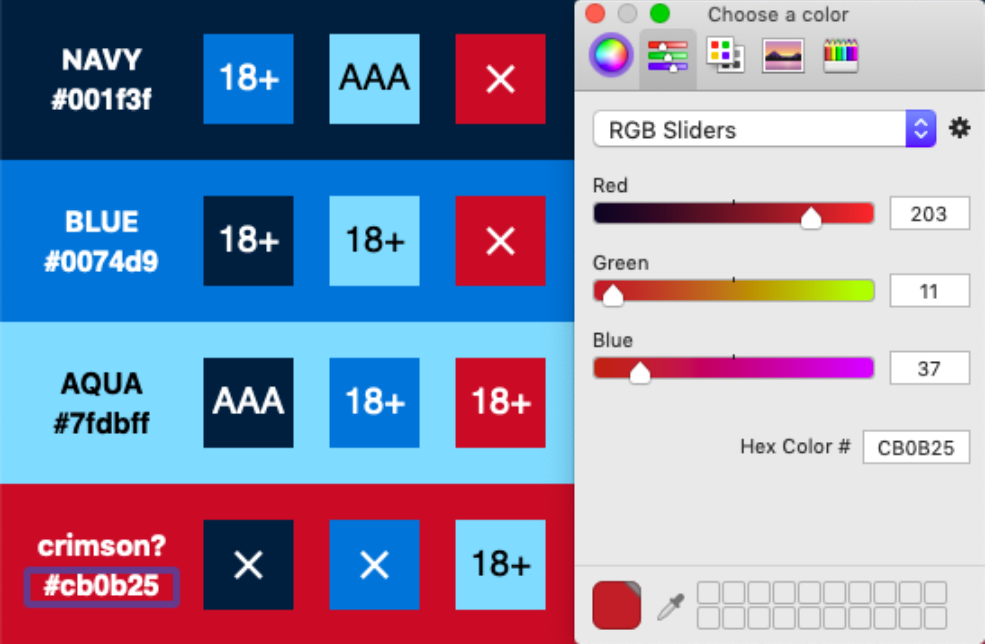 NAVY
#001f3f
18+
AAA
×
BLUE
#0074d9
18+
18+
×
AQUA
#7fdbff
AAA
18+
18+
crimson?
#cb0b25
×
×
18+
Choose a color
RGB Sliders
Red
203
Green
11
Blue
37
Hex Color # CB0B25